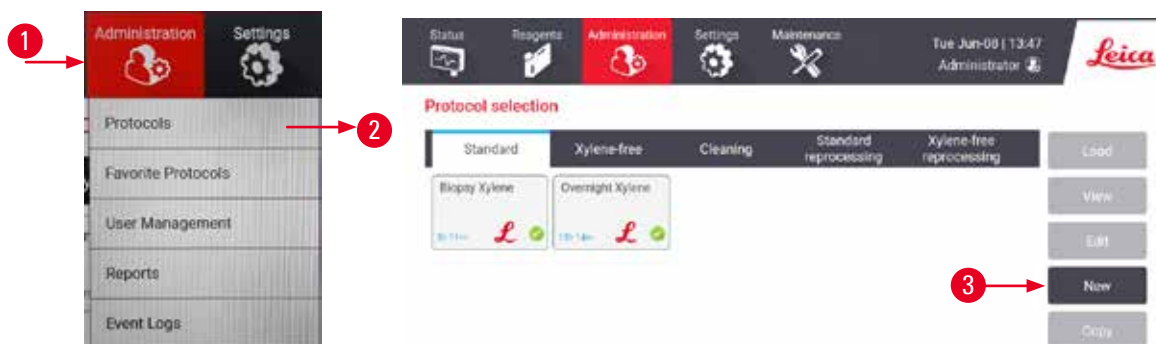 1
Administration
Settings
Protocols
2
Favorite Protocols
User Management
Reports
Event Logs
Status
Reagents
Administration
Settings
Maintenance
Tue Jun-08 | 13:47
Administrator
Leica
Protocol selection
Standard
Xylene-free
Cleaning
Standard
reprocessing
Xylene-free
reprocessing
Load
Biopsy Xylene
Overnight Xylene
View
Edit
3
New
Copy